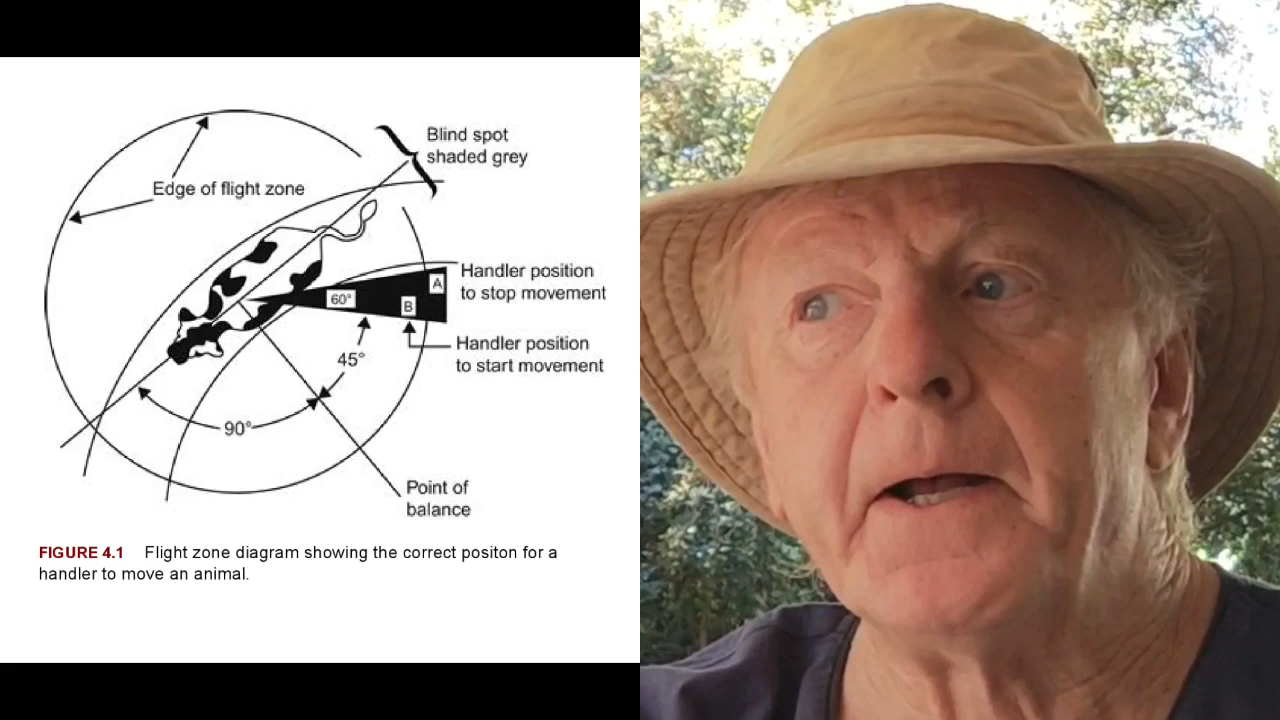 Blind spot
shaded grey
Edge of flight zone
Handler position
to stop movement
A
60°
B
Handler position
to start movement
45°
90°
Point of
balance
FIGURE 4.1 Flight zone diagram showing the correct positon for a
handler to move an animal.